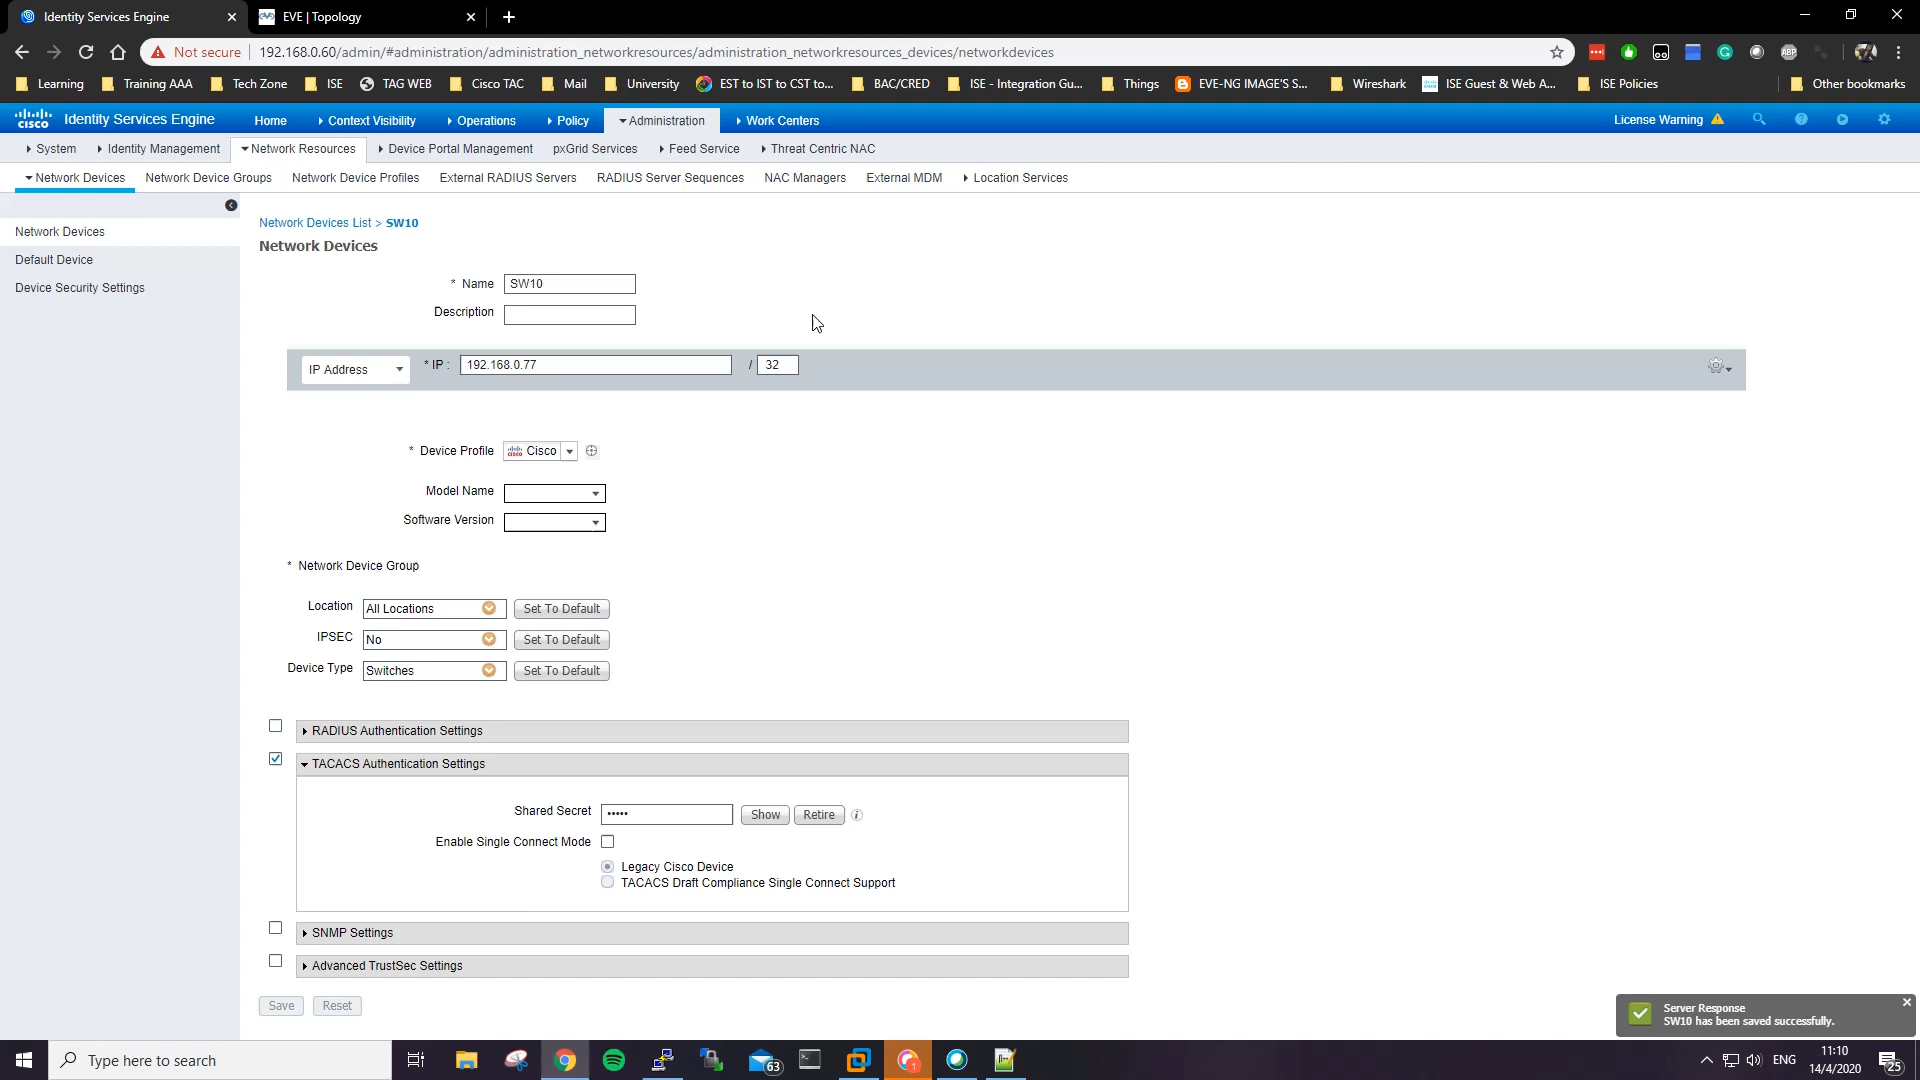 Identity Services Engine
EVE | Topology
Not secure 192.168.0.60/admin/#administration/administration_networkresources/administration_networkresources_devices/networkdevices
ABP
Learning Training AAA Tech Zone ISE TAG WEB Cisco TAC Mail University EST to IST to CST to... BAC/CRED ISE - Integration Gu... Things EVE-NG IMAGE'S S... Wireshark ISE Guest & Web A... ISE Policies Other bookmarks
cisco Identity Services Engine Home Context Visibility Operations Policy Administration Work Centers License Warning
System Identity Management Network Resources Device Portal Management pxGrid Services Feed Service Threat Centric NAC
Network Devices Network Device Groups Network Device Profiles External RADIUS Servers RADIUS Server Sequences NAC Managers External MDM Location Services
Network Devices
Default Device
Device Security Settings
Network Devices List > SW10
Network Devices
* Name SW10
Description
IP Address * IP : 192.168.0.77 / 32
* Device Profile Cisco
Model Name
Software Version
* Network Device Group
Location All Locations Set To Default
IPSEC No Set To Default
Device Type Switches Set To Default
RADIUS Authentication Settings
TACACS Authentication Settings
Shared Secret ••••• Show Retire i
Enable Single Connect Mode
Legacy Cisco Device
TACACS Draft Compliance Single Connect Support
SNMP Settings
Advanced TrustSec Settings
Save Reset
Server Response
SW10 has been saved successfully.
Type here to search
63
1
ENG
11:10
14/4/2020
25